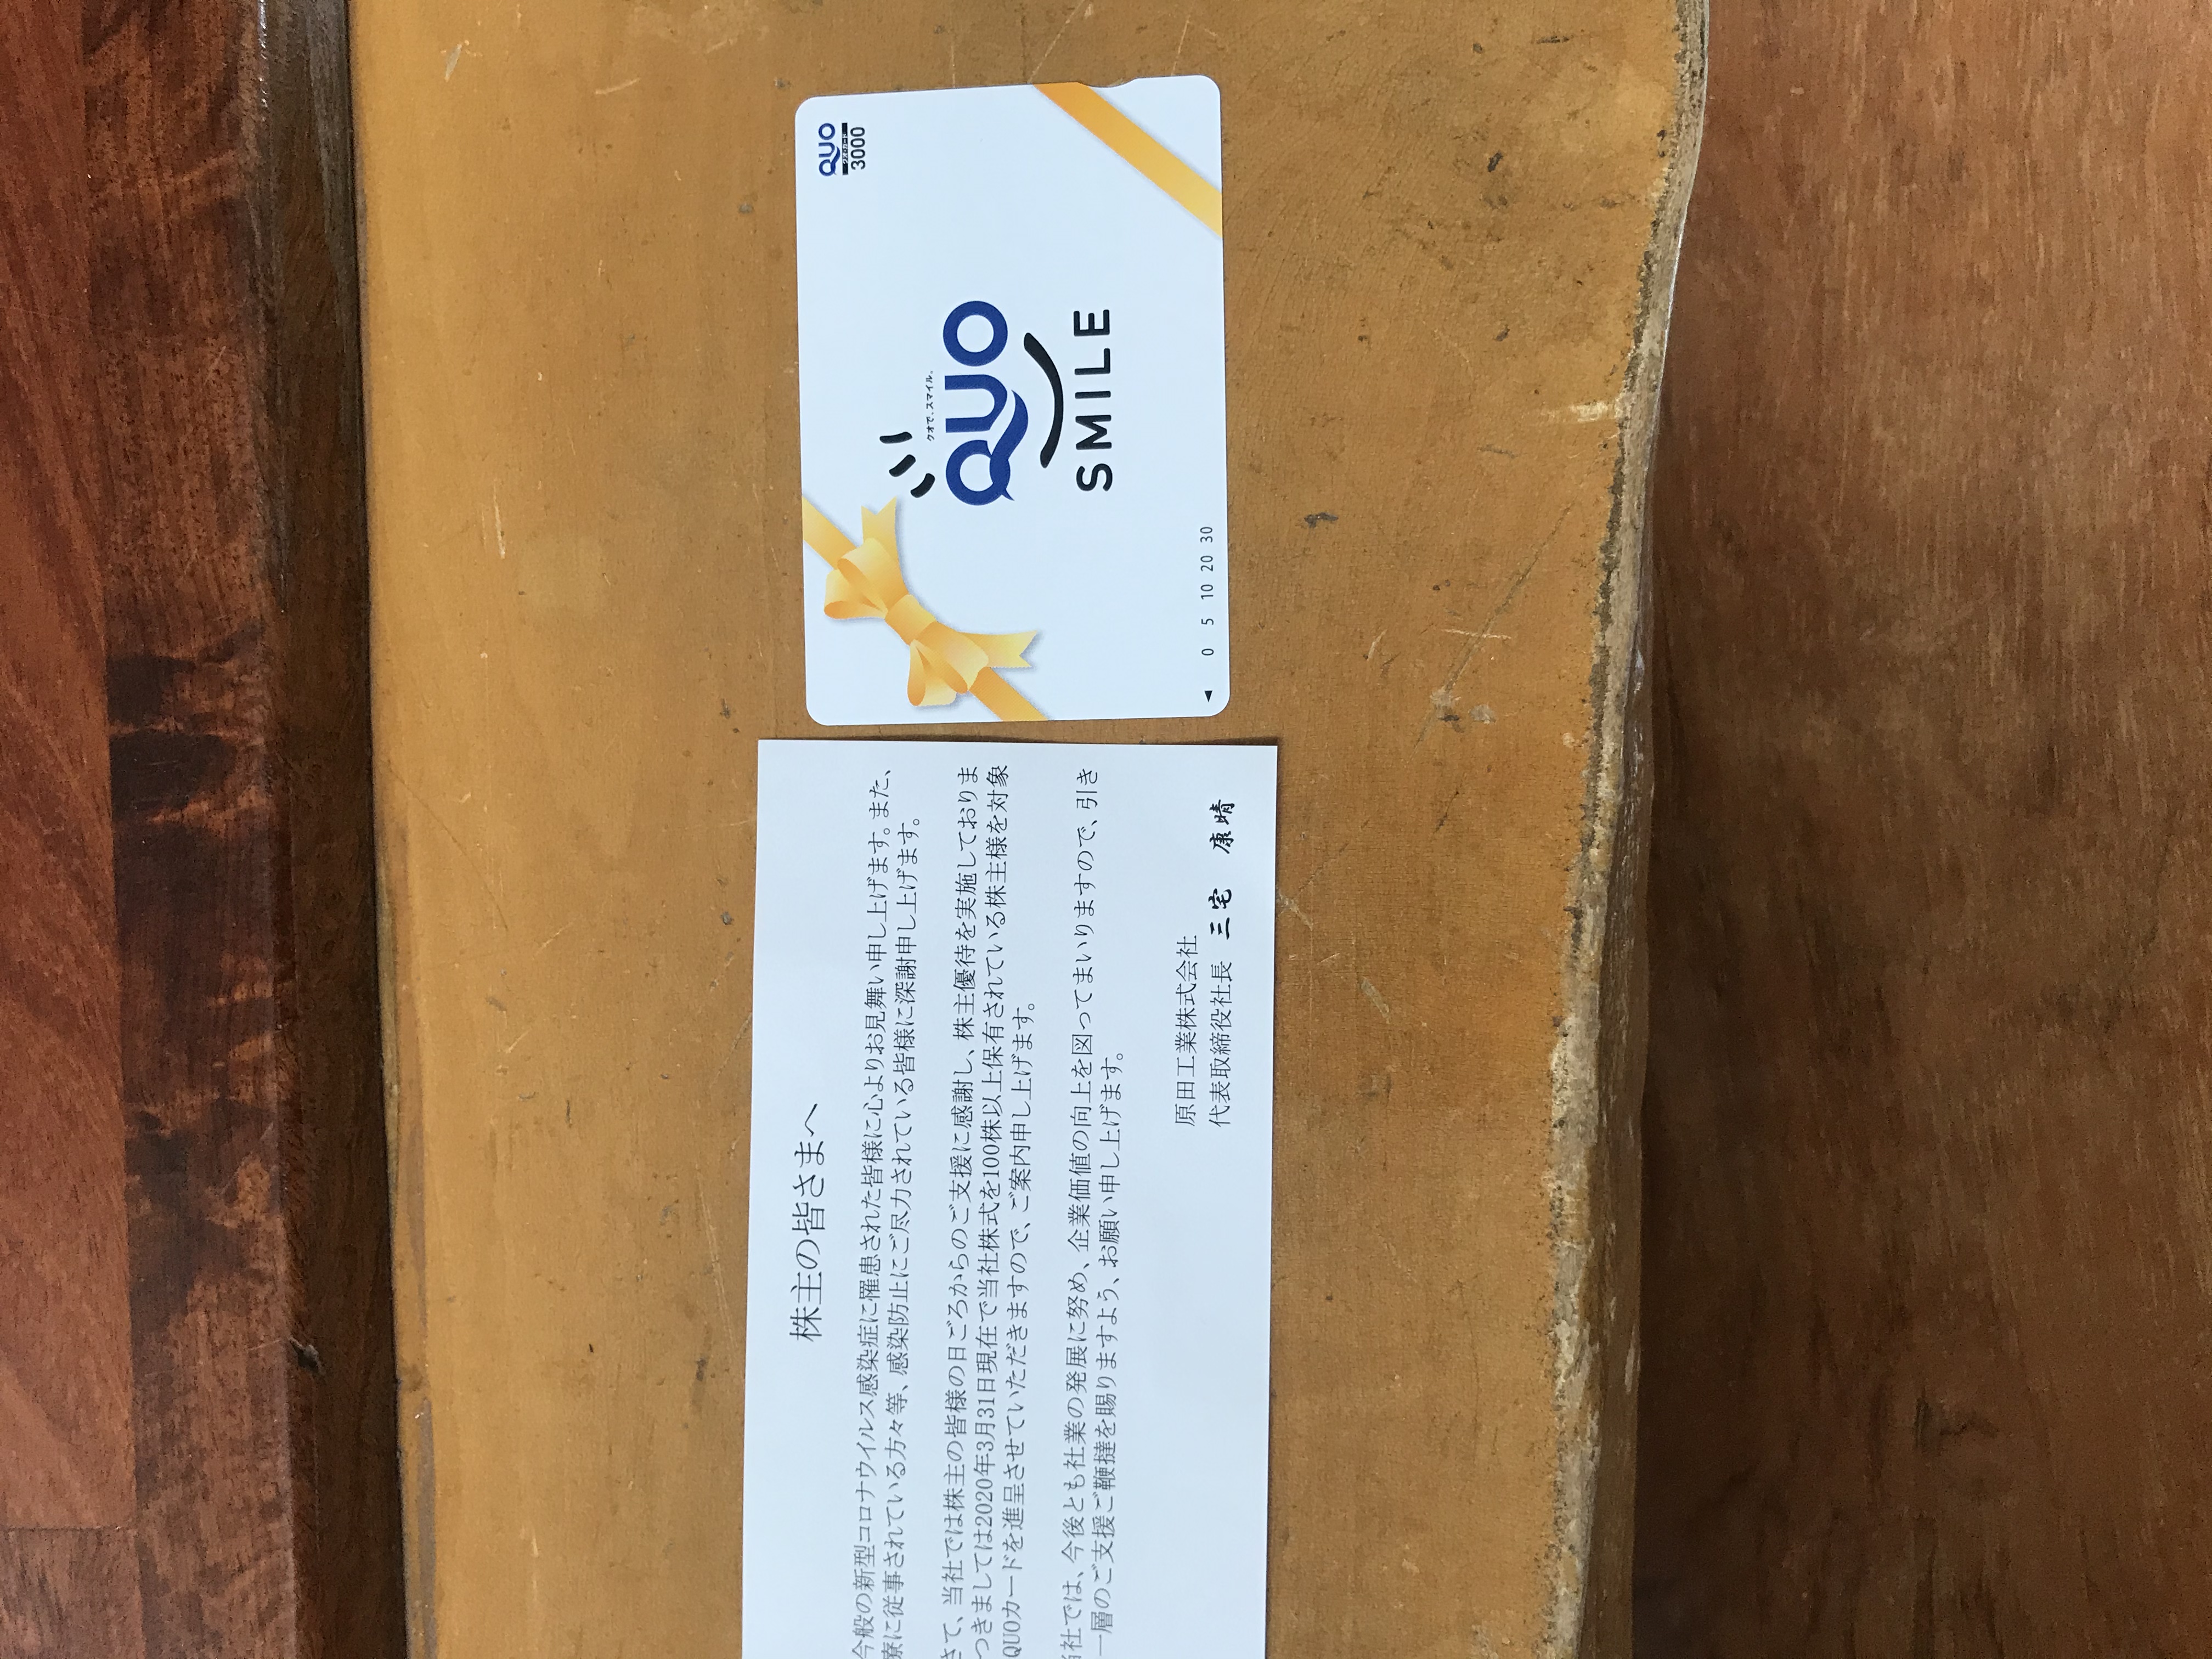 株主の皆さまへ
今般の新型コロナウイルス感染症に罹患された皆様に心よりお見舞い申し上げます。また、
療に従事されている方々等、感染防止にご尽力されている皆様に深謝申し上げます。
さて、当社では株主の皆様の日ごろからのご支援に感謝し、株主優待を実施しておりま
つきましては2020年3月31日現在で当社株式を100株以上保有されている株主様を対象
QUOカードを進呈させていただきますので、ご案内申し上げます。
社では、今後とも社業の発展に努め、企業価値の向上を図ってまいりますので、引き
一層のご支援ご鞭撻を賜りますよう、お願い申し上げます。
原田工業株式会社
代表取締役社長 三宅 康晴
QUO
クオ・カード
3000
クオで、スマイル。
QUO
SMILE
◀ 0 5 10 20 30